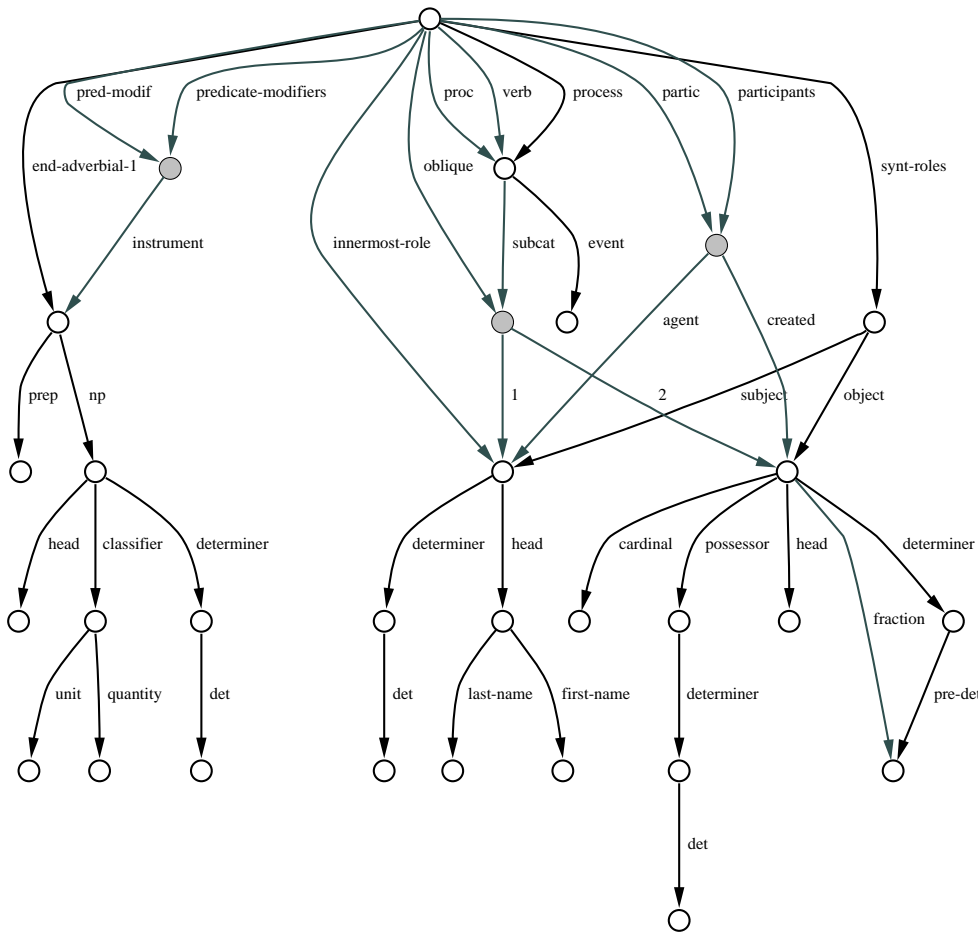 pred-modif
predicate-modifiers
proc
verb
process
partic
participants
end-adverbial-1
oblique
synt-roles
instrument
innermost-role
subcat
event
agent
created
prep
np
1
2
subject
object
head
classifier
determiner
determiner
head
cardinal
possessor
head
determiner
fraction
unit
quantity
det
det
last-name
first-name
determiner
pre-det
det